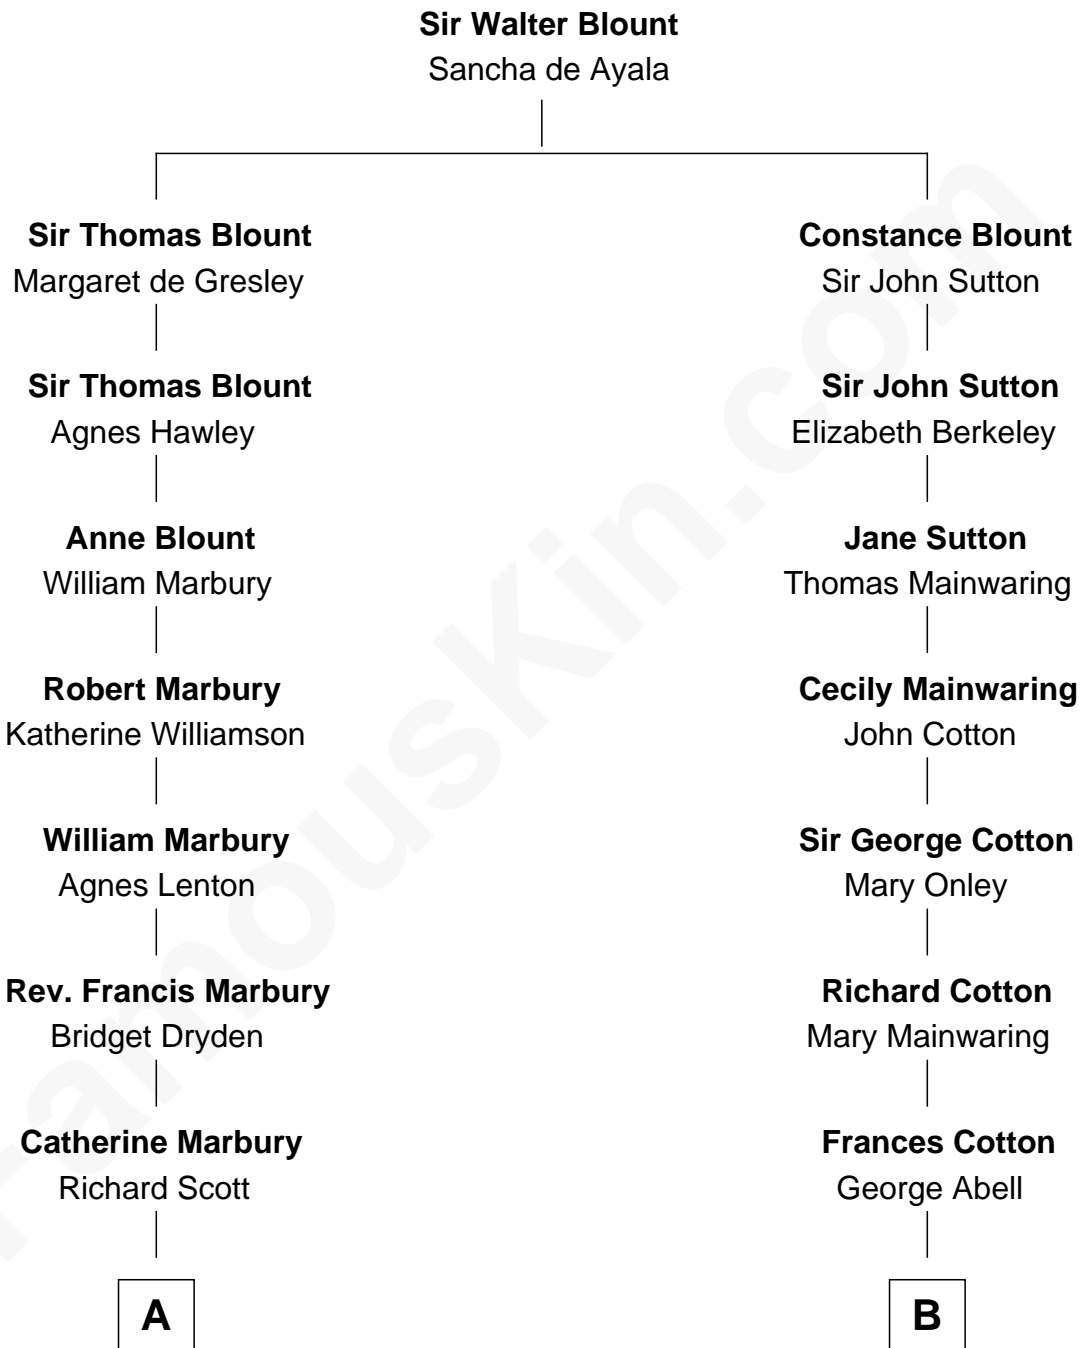 Sir Walter Blount
Sancha de Ayala
Sir Thomas Blount
Margaret de Gresley
Constance Blount
Sir John Sutton
Sir Thomas Blount
Agnes Hawley
Sir John Sutton
Elizabeth Berkeley
Anne Blount
William Marbury
Jane Sutton
Thomas Mainwaring
Robert Marbury
Katherine Williamson
Cecily Mainwaring
John Cotton
William Marbury
Agnes Lenton
Sir George Cotton
Mary Onley
Rev. Francis Marbury
Bridget Dryden
Richard Cotton
Mary Mainwaring
Catherine Marbury
Richard Scott
Frances Cotton
George Abell
A
B
FamousKin.com